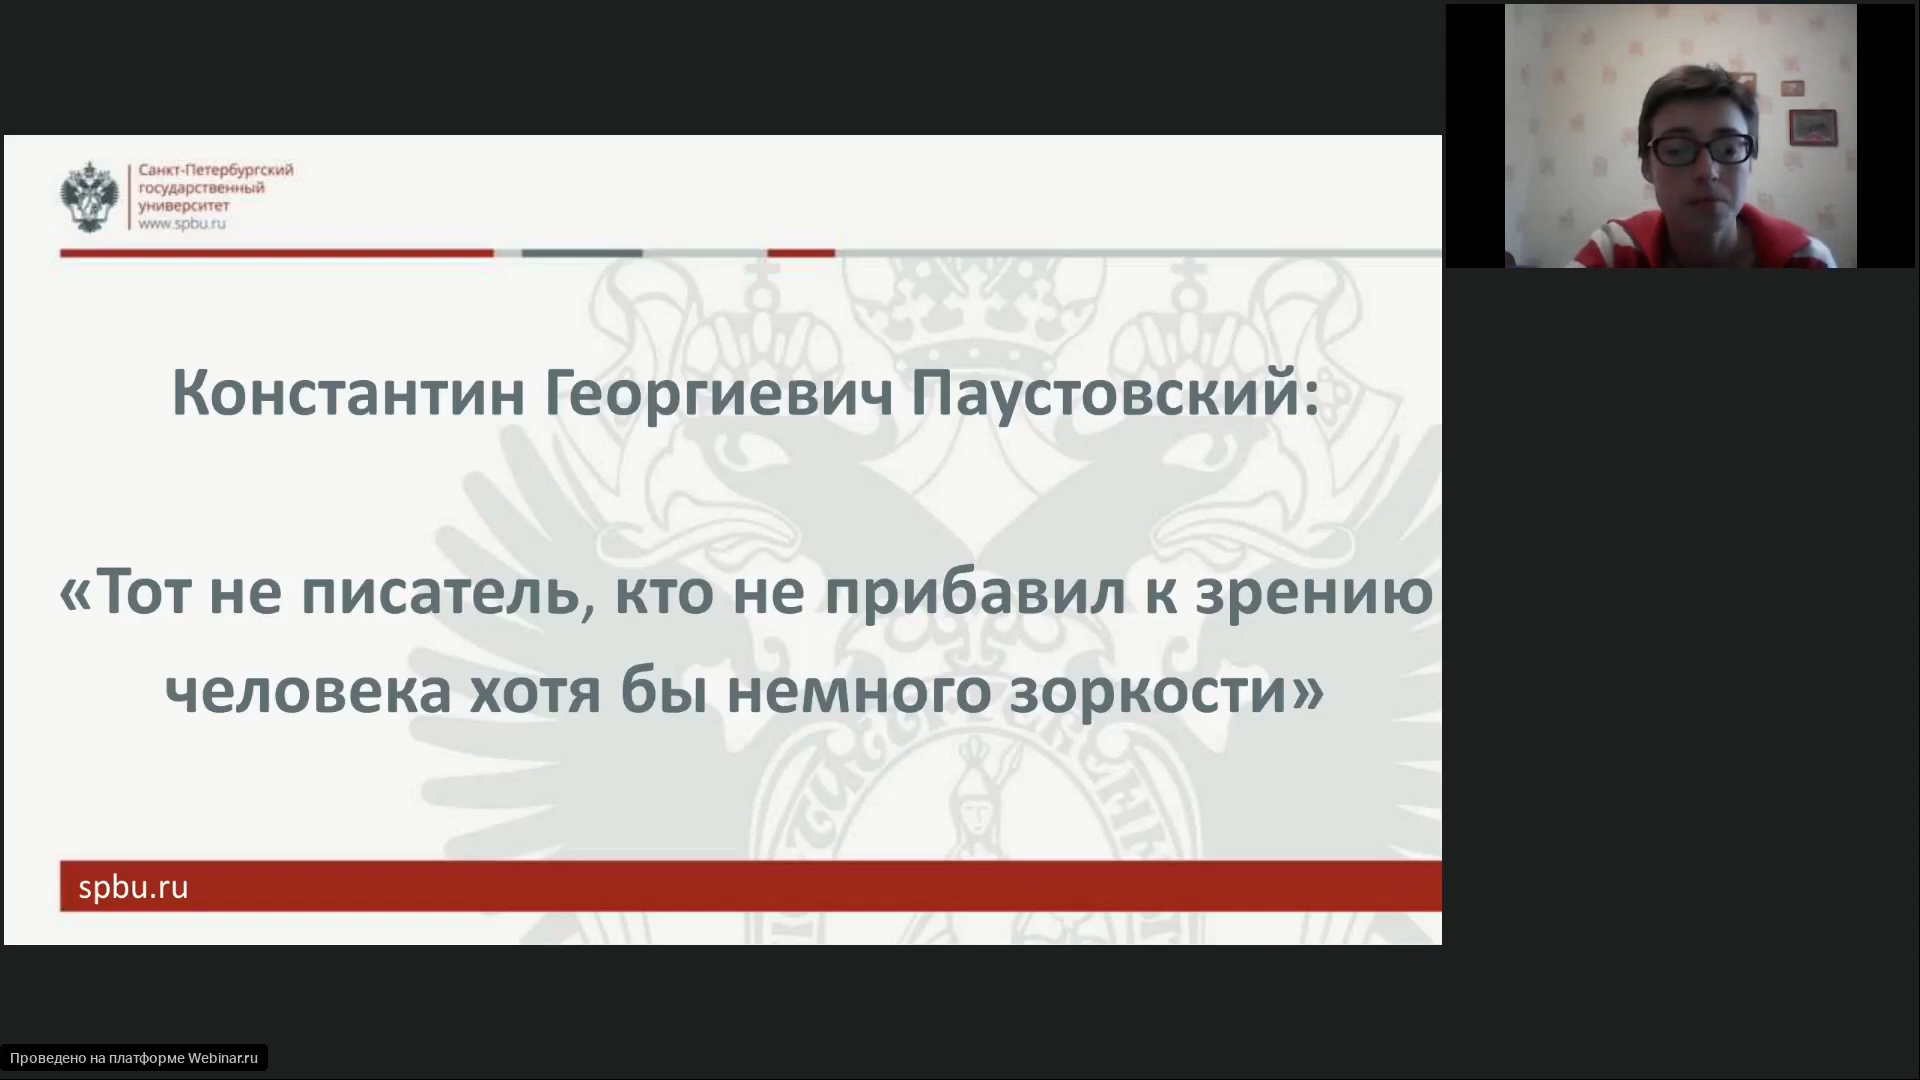 Санкт-Петербургский
государственный
университет
www.spbu.ru
Константин Георгиевич Паустовский:
«Тот не писатель, кто не прибавил к зрению
человека хотя бы немного зоркости»
spbu.ru
Проведено на платформе Webinar.ru